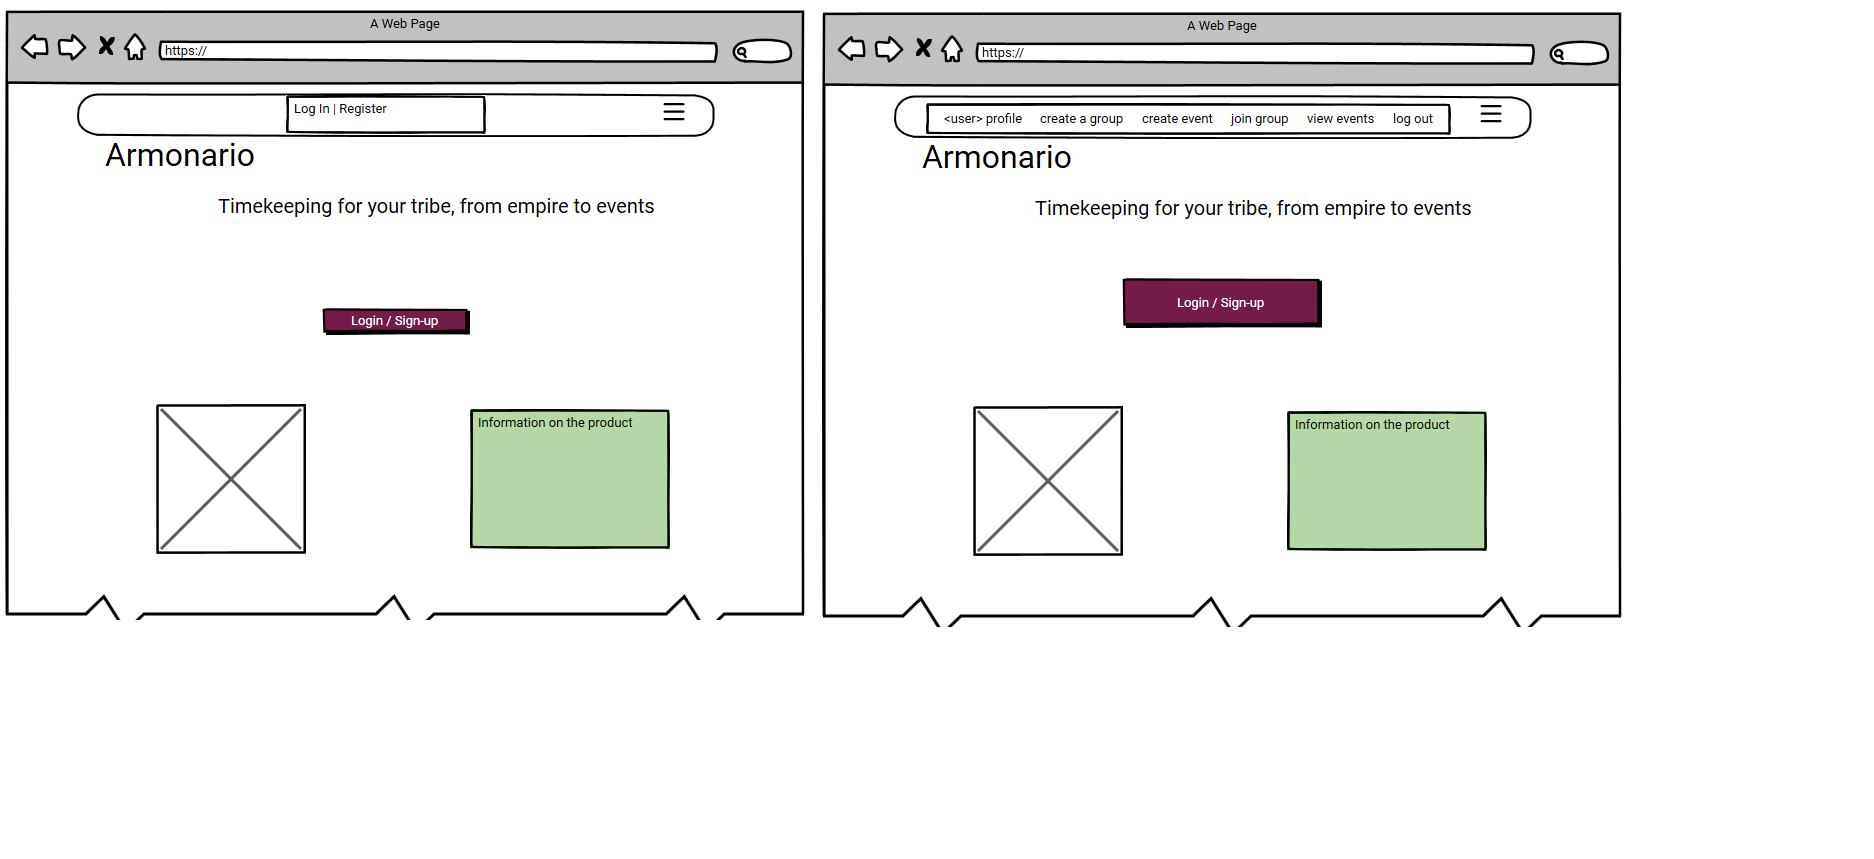 A Web Page
https://
Log In | Register
Armonario
Timekeeping for your tribe, from empire to events
Login / Sign-up
Information on the product
A Web Page
https://
<user> profile create a group create event join group view events log out
Armonario
Timekeeping for your tribe, from empire to events
Login / Sign-up
Information on the product